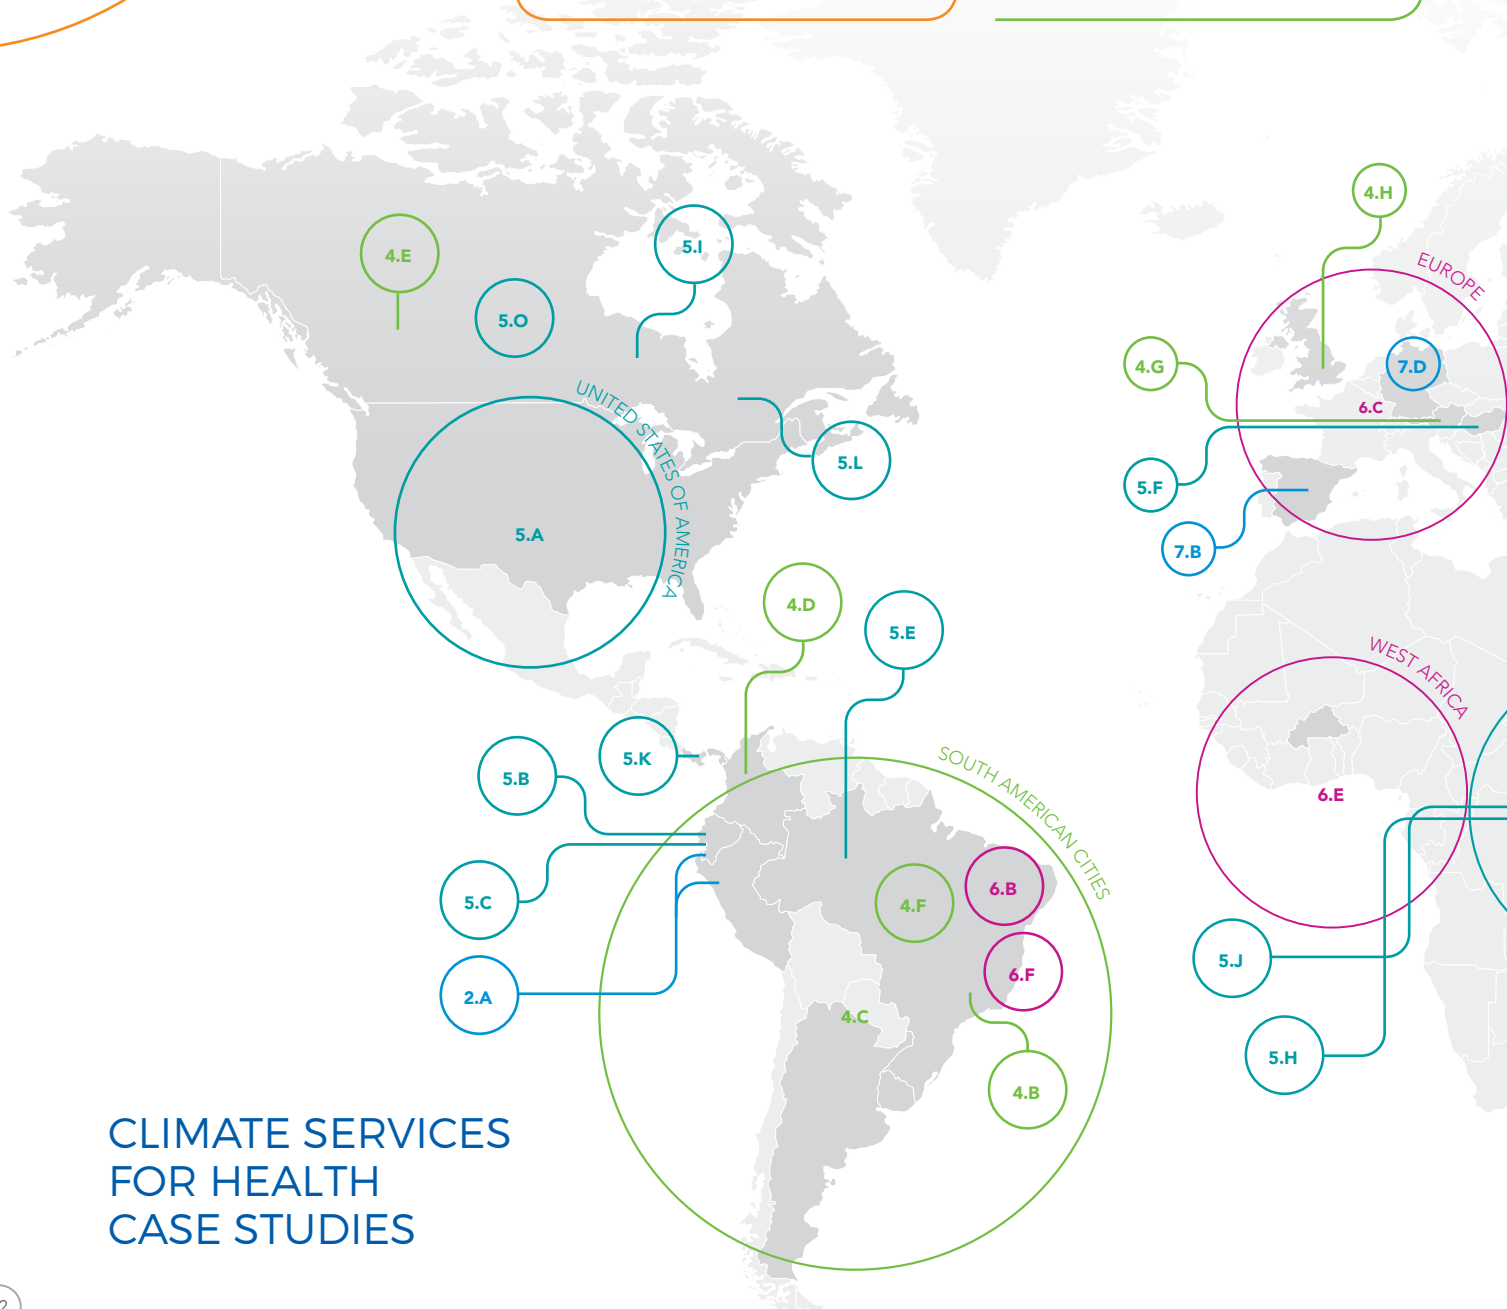 4.H
4.E
5.I
EUROPE
5.O
4.G
7.D
6.C
UNITED STATES OF AMERICA
5.L
5.F
5.A
7.B
4.D
5.E
WEST AFRICA
5.K
5.B
SOUTH AMERICAN CITIES
6.E
5.C
4.F
6.B
2.A
6.F
5.J
4.C
5.H
4.B
CLIMATE SERVICES
FOR HEALTH
CASE STUDIES